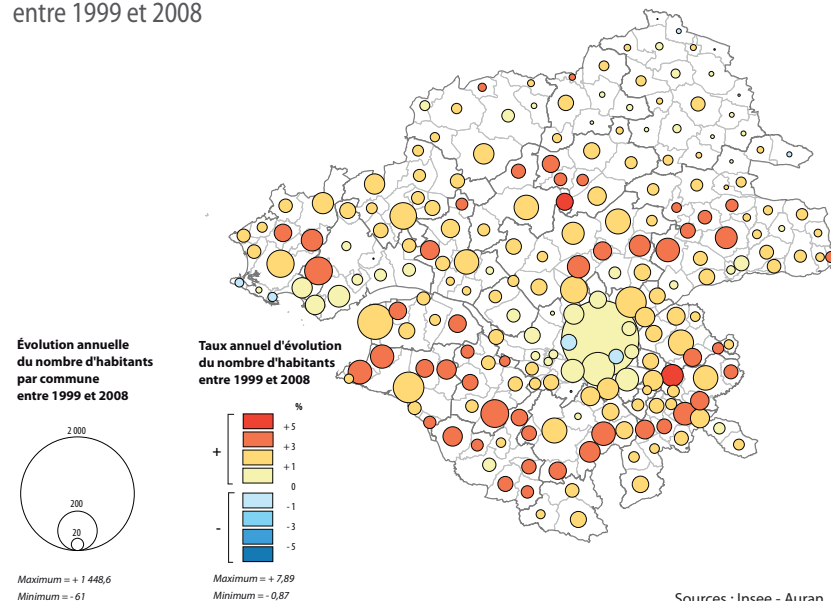 entre 1999 et 2008
Évolution annuelle
du nombre d'habitants
par commune
entre 1999 et 2008
2 000
200
20
Maximum = + 1 448,6
Minimum = - 61
Taux annuel d'évolution
du nombre d'habitants
entre 1999 et 2008
%
+
+ 5
+ 3
+ 1
0
-
- 1
- 3
- 5
Maximum = + 7,89
Minimum = - 0,87
Sources : Insee - Auran